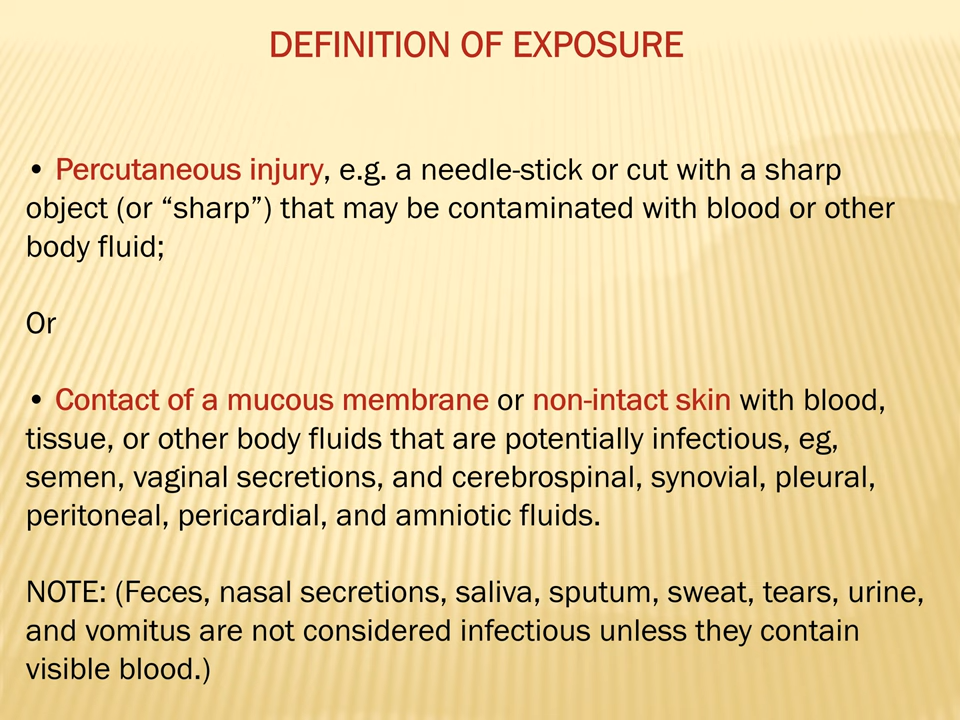 DEFINITION OF EXPOSURE
• Percutaneous injury, e.g. a needle-stick or cut with a sharp
object (or “sharp”) that may be contaminated with blood or other
body fluid;
Or
• Contact of a mucous membrane or non-intact skin with blood,
tissue, or other body fluids that are potentially infectious, eg,
semen, vaginal secretions, and cerebrospinal, synovial, pleural,
peritoneal, pericardial, and amniotic fluids.
NOTE: (Feces, nasal secretions, saliva, sputum, sweat, tears, urine,
and vomitus are not considered infectious unless they contain
visible blood.)